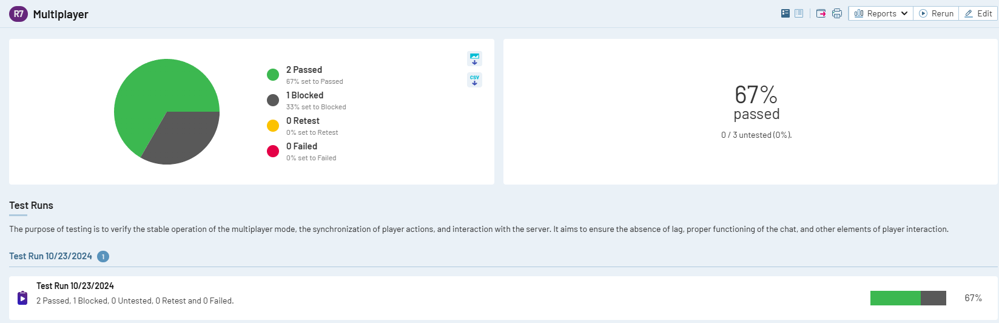 R7 Multiplayer
Reports Rerun Edit
2 Passed
67% set to Passed
1 Blocked
33% set to Blocked
0 Retest
0% set to Retest
0 Failed
0% set to Failed
CSV
67%
passed
0 / 3 untested (0%).
Test Runs
The purpose of testing is to verify the stable operation of the multiplayer mode, the synchronization of player actions, and interaction with the server. It aims to ensure the absence of lag, proper functioning of the chat, and other elements of player interaction.
Test Run 10/23/2024 1
Test Run 10/23/2024
2 Passed, 1 Blocked, 0 Untested, 0 Retest and 0 Failed.
67%